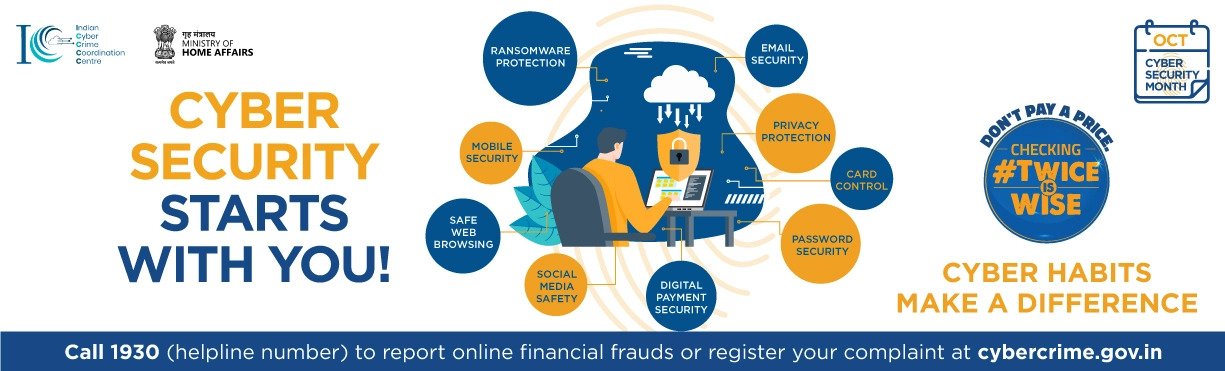 Indian
Cyber
Crime
Coordination
Centre
गृह मंत्रालय
MINISTRY OF
HOME AFFAIRS
सत्यमेव जयते
CYBER
SECURITY
STARTS
WITH YOU!
RANSOMWARE
PROTECTION
EMAIL
SECURITY
MOBILE
SECURITY
PRIVACY
PROTECTION
CARD
CONTROL
SAFE
WEB
BROWSING
PASSWORD
SECURITY
SOCIAL
MEDIA
SAFETY
DIGITAL
PAYMENT
SECURITY
OCT
CYBER
SECURITY
MONTH
DON'T PAY A PRICE,
CHECKING
#TWICE
IS
WISE
CYBER HABITS
MAKE A DIFFERENCE
Call 1930 (helpline number) to report online financial frauds or register your complaint at cybercrime.gov.in